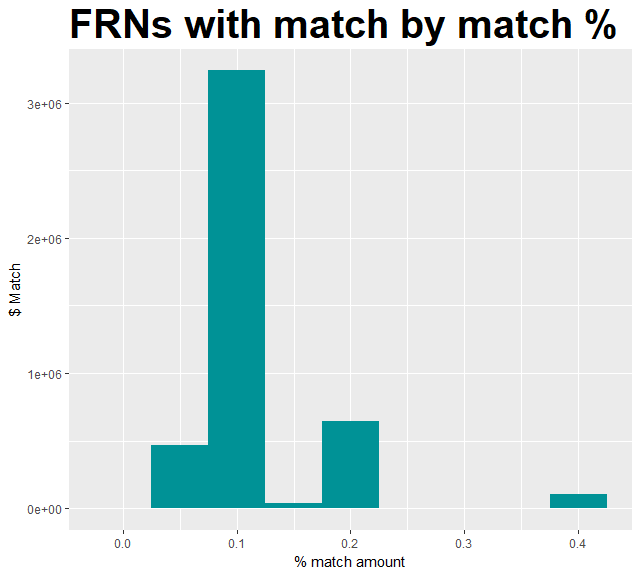 FRNs with match by match %
3e+06
2e+06
1e+06
0e+00
$ Match
0.0 0.1 0.2 0.3 0.4
% match amount